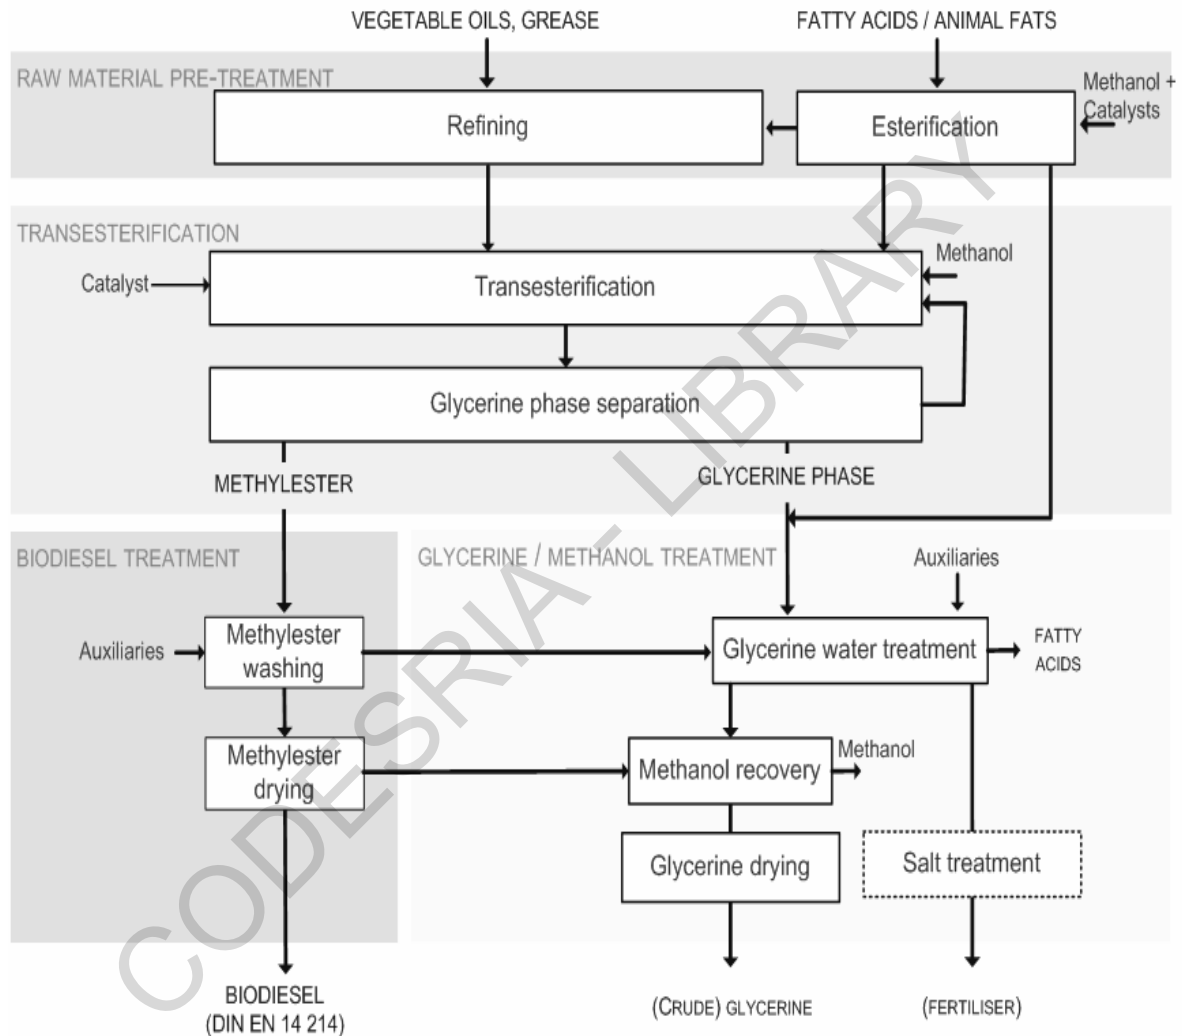 VEGETABLE OILS, GREASE
FATTY ACIDS / ANIMAL FATS
RAW MATERIAL PRE-TREATMENT
Methanol +
Catalysts
Refining
Esterification
TRANSESTERIFICATION
Methanol
Catalyst
Transesterification
Glycerine phase separation
METHYLESTER
GLYCERINE PHASE
BIODIESEL TREATMENT
GLYCERINE / METHANOL TREATMENT
Auxiliaries
Auxiliaries
Methylester
washing
Glycerine water treatment
FATTY
ACIDS
Methylester
drying
Methanol recovery
Methanol
Glycerine drying
Salt treatment
BIODIESEL
(DIN EN 14 214)
(CRUDE) GLYCERINE
(FERTILISER)
CODESRIA - LIBRARY